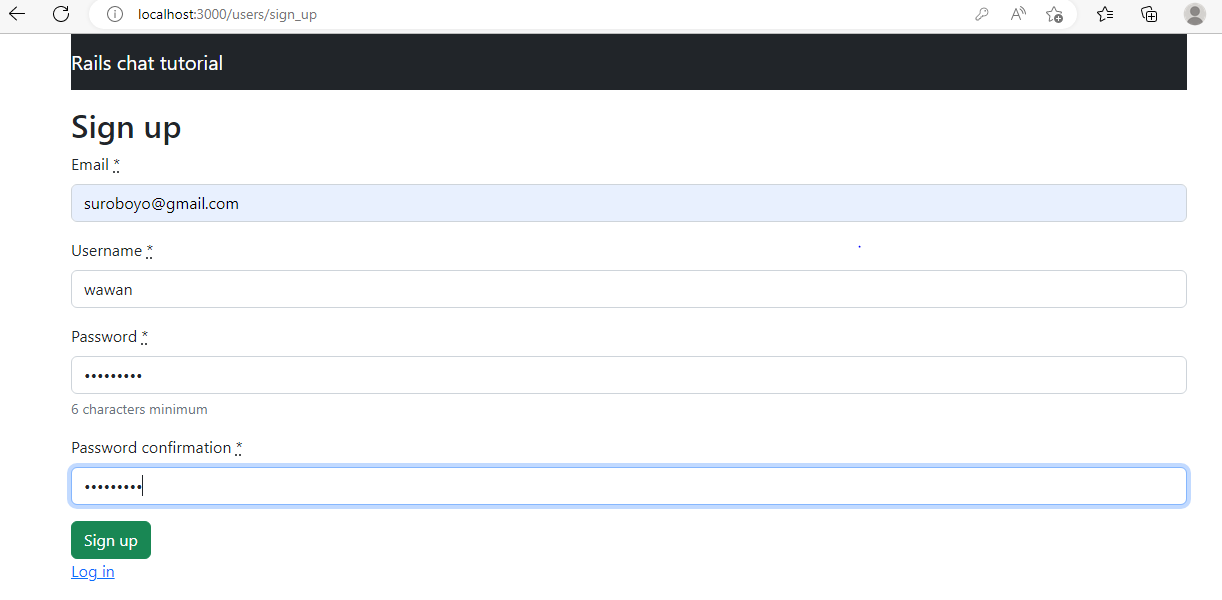 localhost:3000/users/sign_up
Rails chat tutorial
Sign up
Email *
suroboyo@gmail.com
Username *
wawan
Password *
•••••••••
6 characters minimum
Password confirmation *
•••••••••
Sign up
Log in